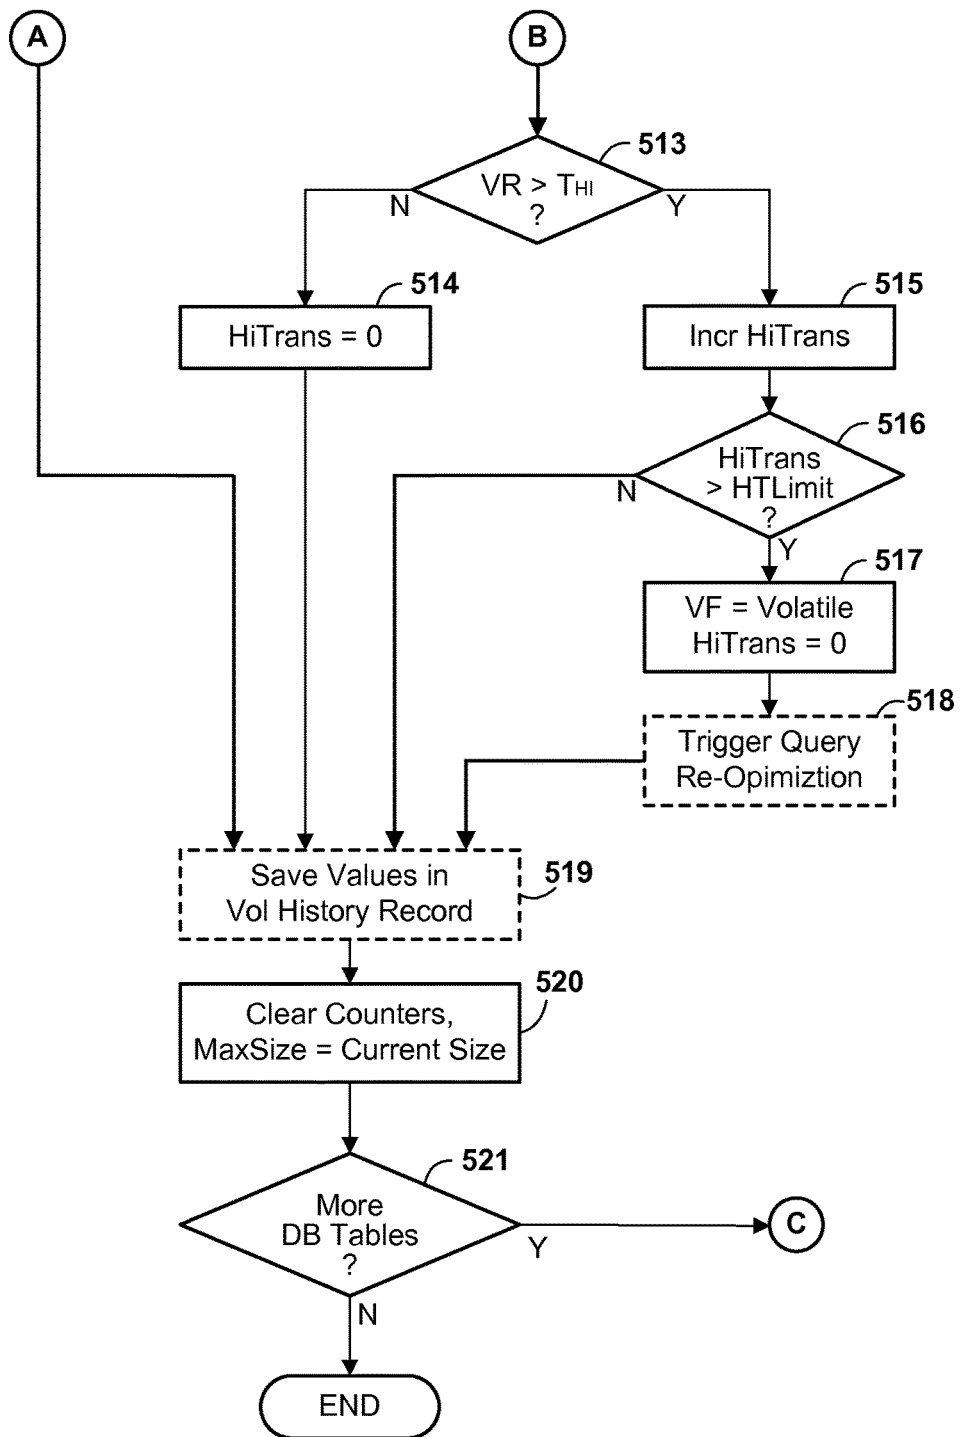 A
B
513
VR > THI
?
N
Y
514
HiTrans = 0
515
Incr HiTrans
516
HiTrans
> HTLimit
?
N
Y
517
VF = Volatile
HiTrans = 0
518
Trigger Query
Re-Opimiztion
519
Save Values in
Vol History Record
520
Clear Counters,
MaxSize = Current Size
521
More
DB Tables
?
Y
C
N
END